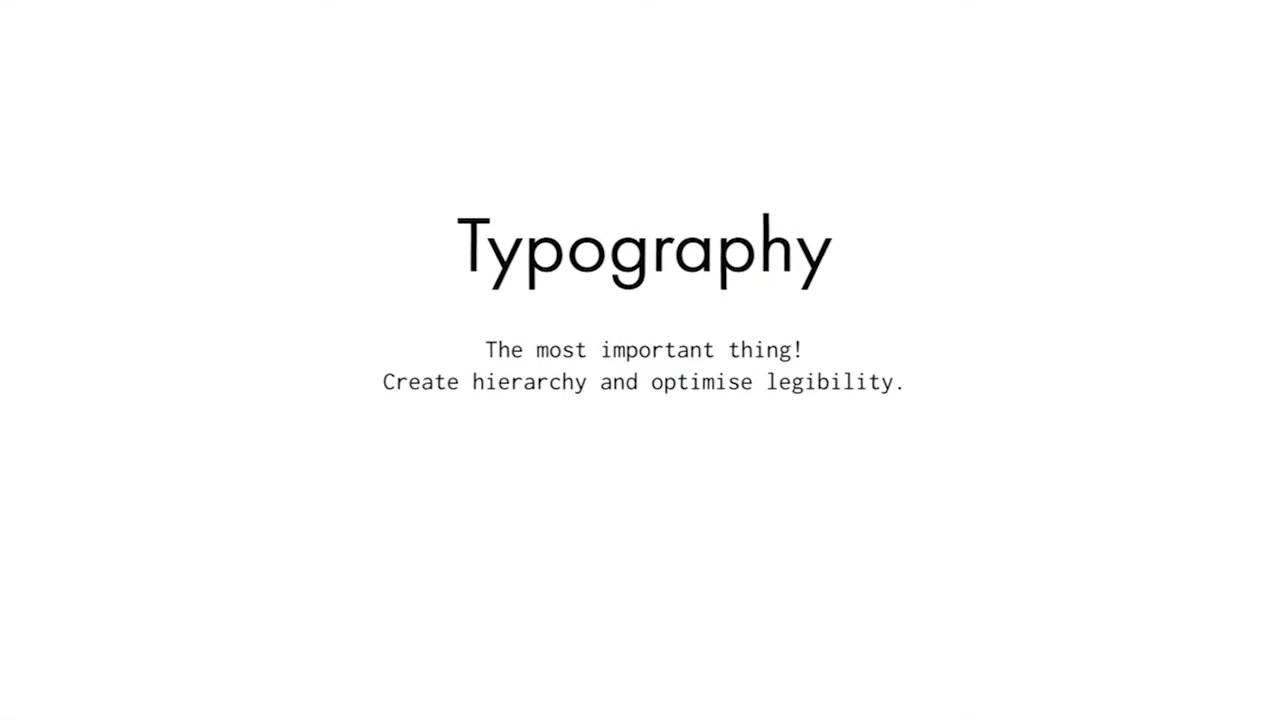 Typography
The most important thing!
Create hierarchy and optimise legibility.